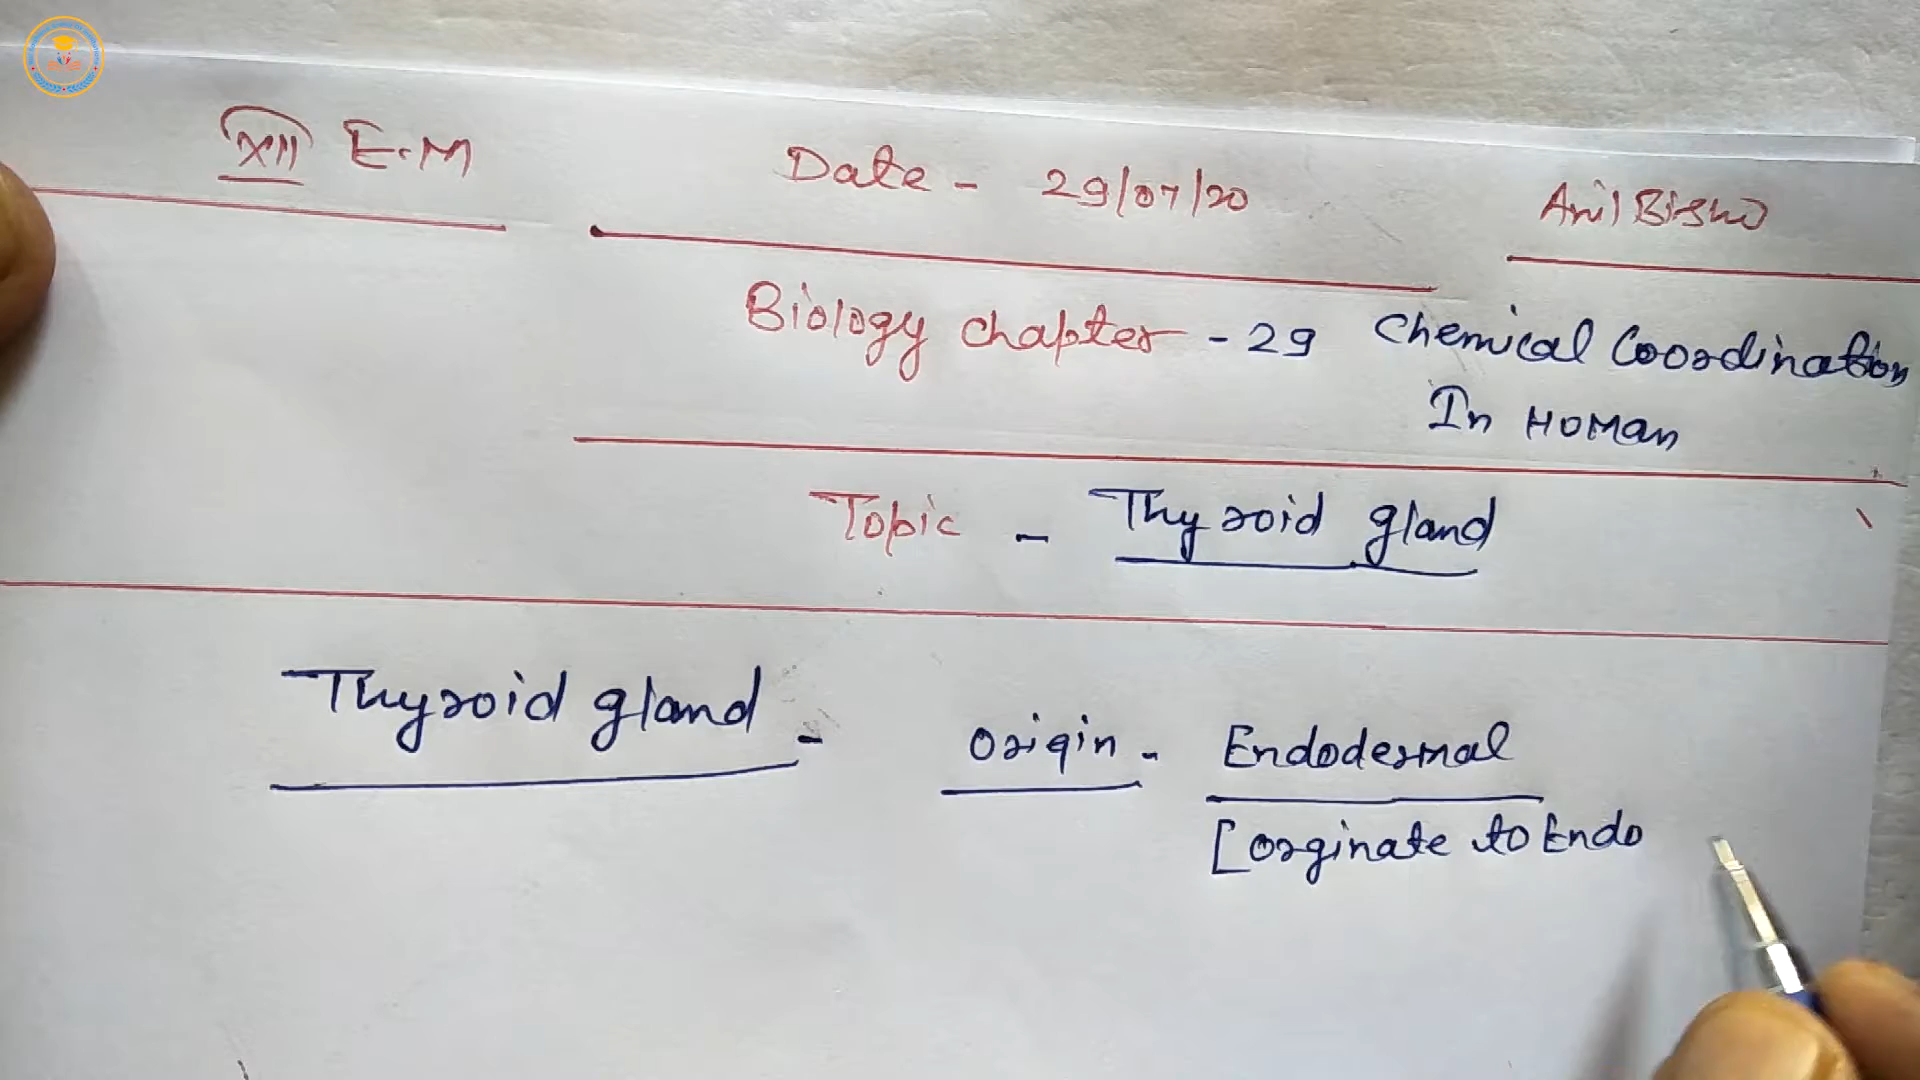 XII E.M
Date - 29/07/20
Anil Bisno
Biology chapter - 29 Chemical Coordination
In HUMan
Topic - Thyroid gland
Thyroid gland -
Origin - Endodermal
[orginate to Endo